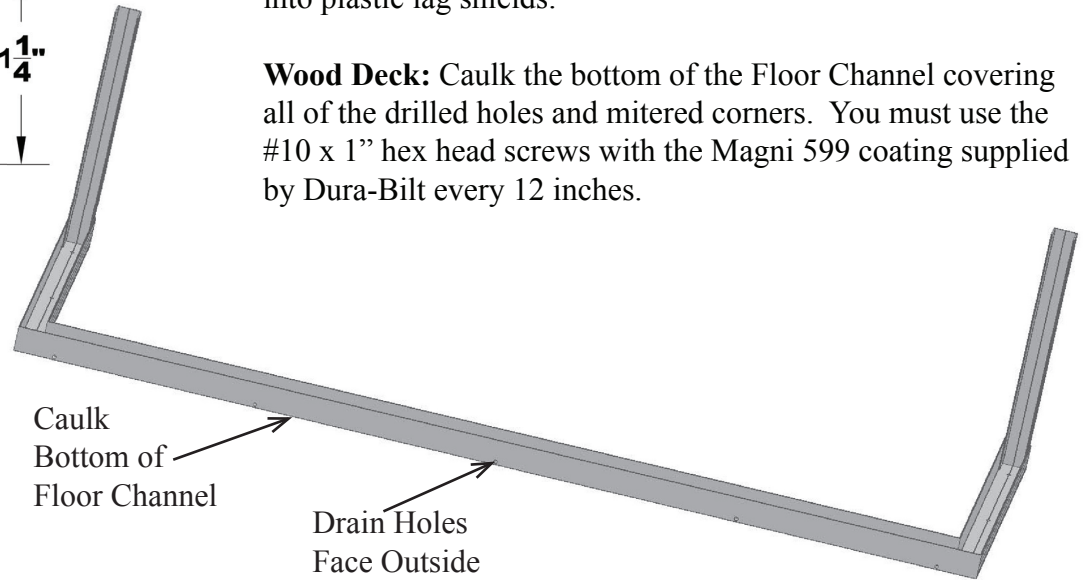 into plastic lag shields.
1 1/4"
Wood Deck: Caulk the bottom of the Floor Channel covering
all of the drilled holes and mitered corners.  You must use the
#10 x 1” hex head screws with the Magni 599 coating supplied
by Dura-Bilt every 12 inches.
Caulk
Bottom of
Floor Channel
Drain Holes
Face Outside